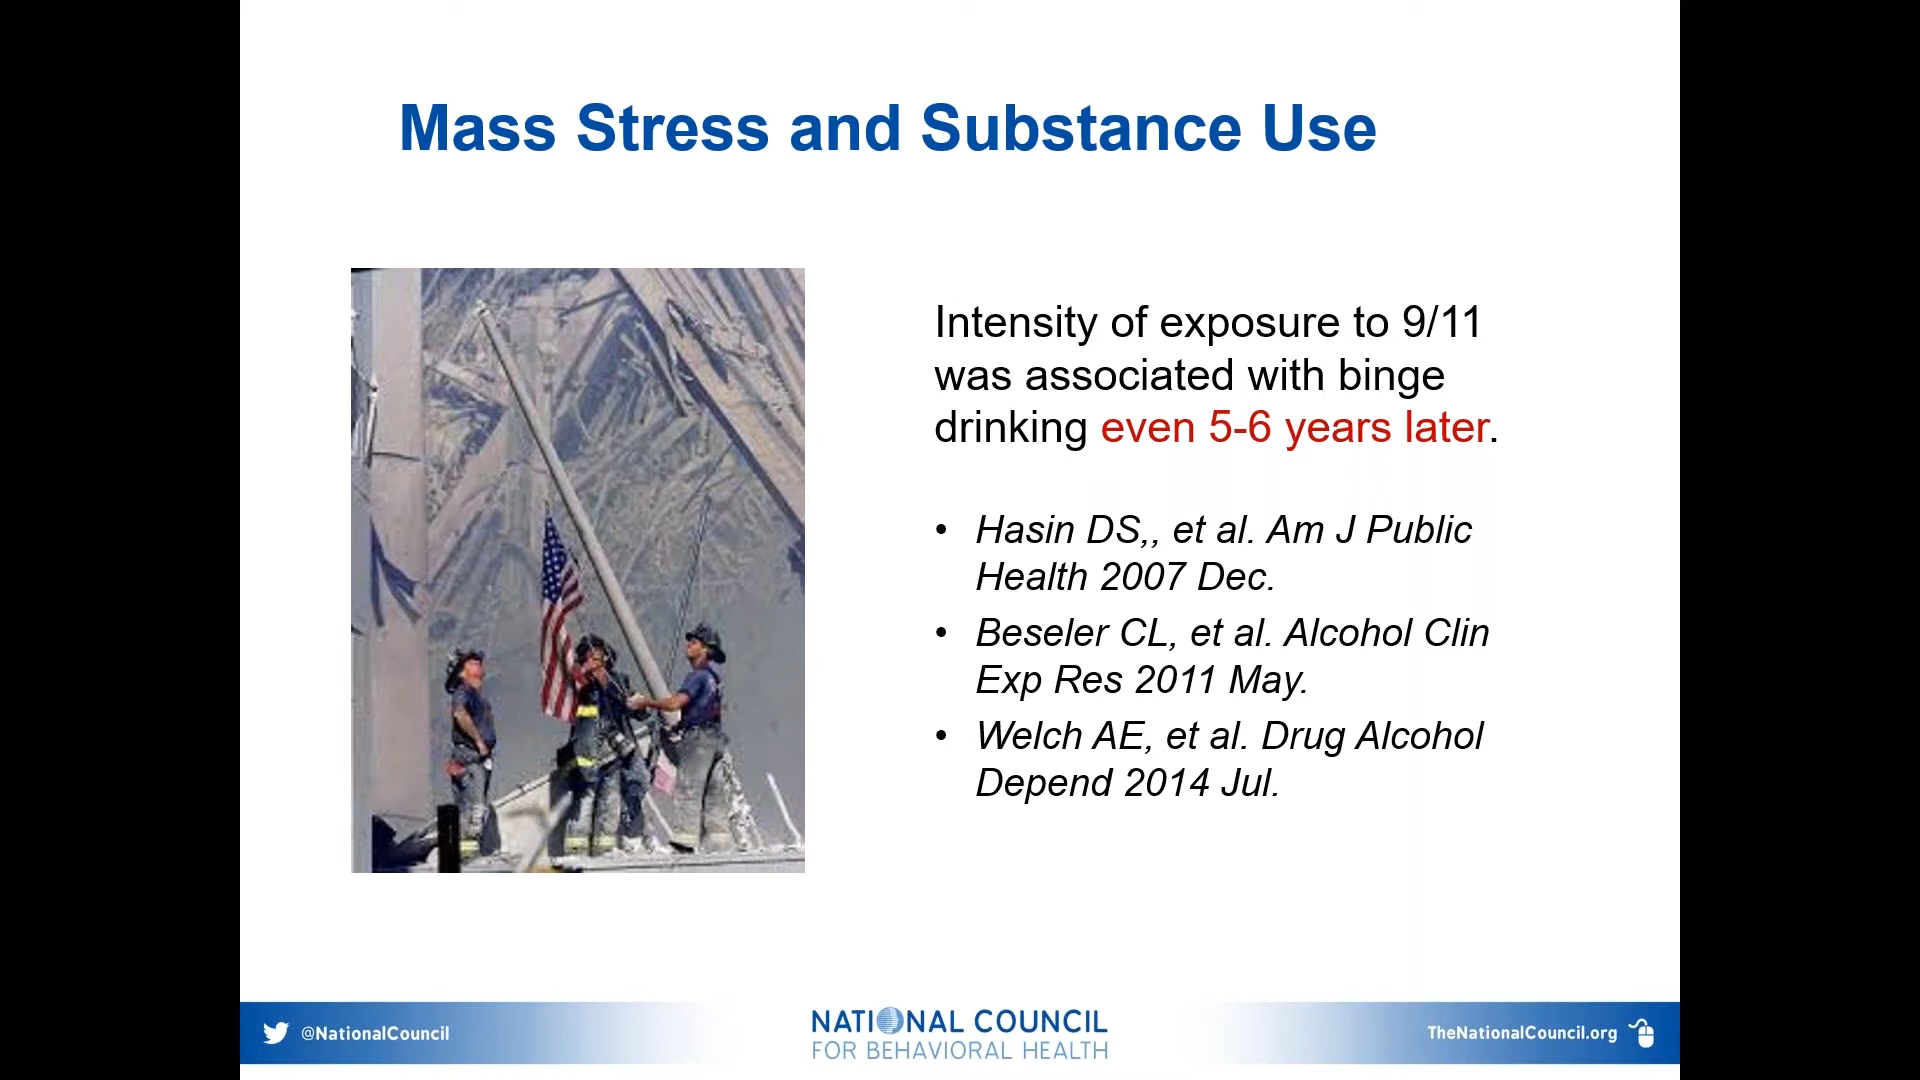 Mass Stress and Substance Use
Intensity of exposure to 9/11
was associated with binge
drinking even 5-6 years later.
• Hasin DS,, et al. Am J Public
Health 2007 Dec.
• Beseler CL, et al. Alcohol Clin
Exp Res 2011 May.
• Welch AE, et al. Drug Alcohol
Depend 2014 Jul.
@NationalCouncil
NATIONAL COUNCIL
FOR BEHAVIORAL HEALTH
TheNationalCouncil.org